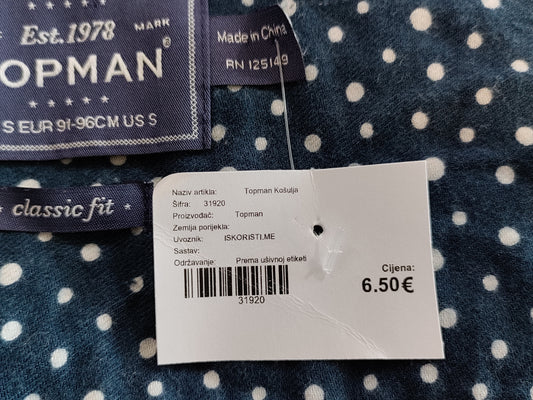 Est. 1978 MARK
TOPMAN®
S EUR 91-96CM US S
Made in China
RN 125149
classic fit
Naziv artikla: Topman Košulja
Šifra: 31920
Proizvođač: Topman
Zemlja porijekla:
Uvoznik: ISKORISTI.ME
Sastav:
Održavanje: Prema ušivnoj etiketi
31920
Cijena:
6.50€